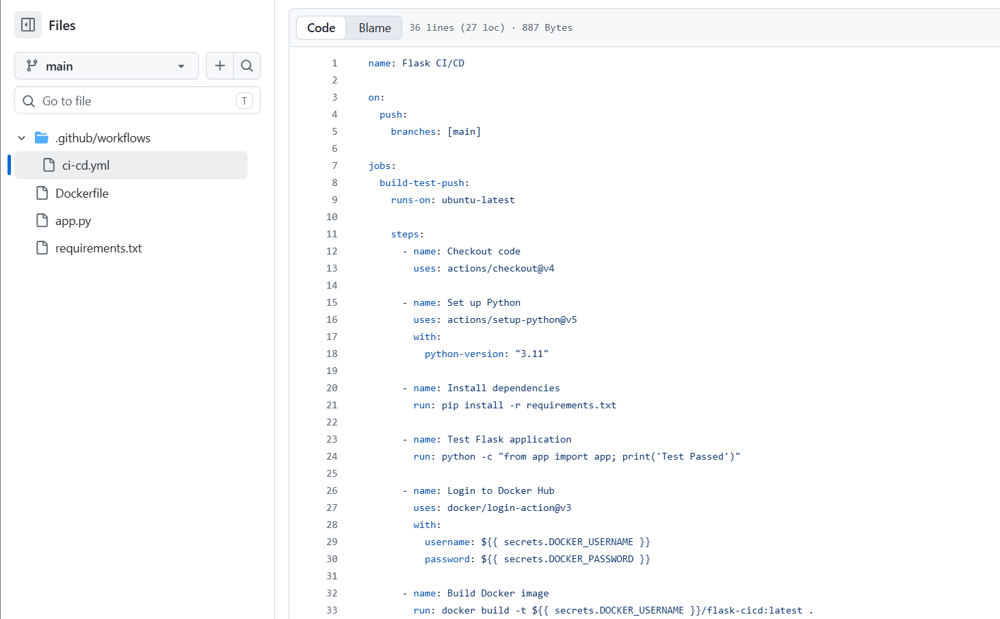 Files
main
Go to file
T
.github/workflows
ci-cd.yml
Dockerfile
app.py
requirements.txt
Code Blame 36 lines (27 loc) · 887 Bytes
1 name: Flask CI/CD
2
3 on:
4   push:
5     branches: [main]
6
7 jobs:
8   build-test-push:
9     runs-on: ubuntu-latest
10
11     steps:
12       - name: Checkout code
13         uses: actions/checkout@v4
14
15       - name: Set up Python
16         uses: actions/setup-python@v5
17         with:
18           python-version: "3.11"
19
20       - name: Install dependencies
21         run: pip install -r requirements.txt
22
23       - name: Test Flask application
24         run: python -c "from app import app; print('Test Passed')"
25
26       - name: Login to Docker Hub
27         uses: docker/login-action@v3
28         with:
29           username: ${{ secrets.DOCKER_USERNAME }}
30           password: ${{ secrets.DOCKER_PASSWORD }}
31
32       - name: Build Docker image
33         run: docker build -t ${{ secrets.DOCKER_USERNAME }}/flask-cicd:latest .